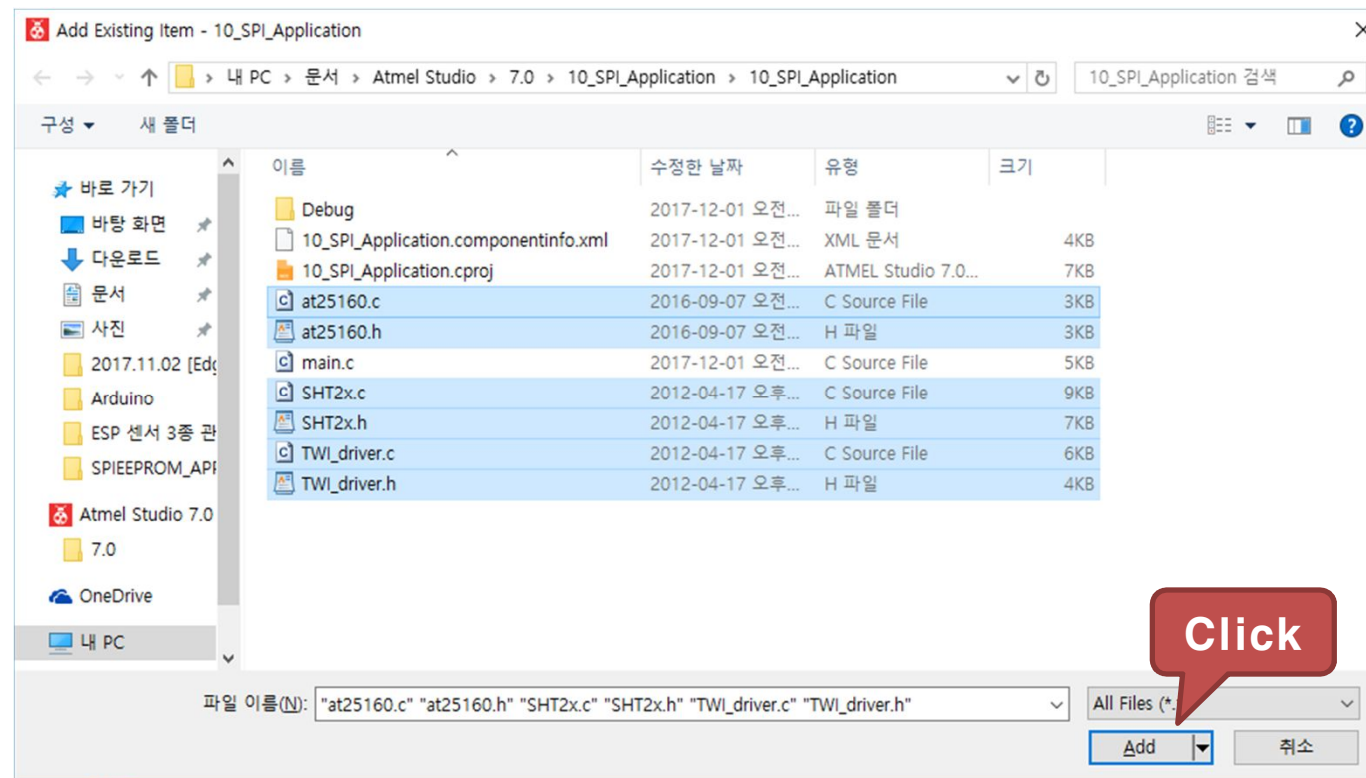 Add Existing Item - 10_SPI_Application
내 PC › 문서 › Atmel Studio › 7.0 › 10_SPI_Application › 10_SPI_Application
10_SPI_Application 검색
구성
새 폴더
바로 가기
바탕 화면
다운로드
문서
사진
2017.11.02 [Edg
Arduino
ESP 센서 3종 관
SPIEEPROM_APP
Atmel Studio 7.0
7.0
OneDrive
내 PC
이름 수정한 날짜 유형 크기
Debug 2017-12-01 오전... 파일 폴더
10_SPI_Application.componentinfo.xml 2017-12-01 오전... XML 문서 4KB
10_SPI_Application.cproj 2017-12-01 오전... ATMEL Studio 7.0... 7KB
at25160.c 2016-09-07 오전... C Source File 3KB
at25160.h 2016-09-07 오전... H 파일 3KB
main.c 2017-12-01 오전... C Source File 5KB
SHT2x.c 2012-04-17 오후... C Source File 9KB
SHT2x.h 2012-04-17 오후... H 파일 7KB
TWI_driver.c 2012-04-17 오후... C Source File 6KB
TWI_driver.h 2012-04-17 오후... H 파일 4KB
Click
파일 이름(N): "at25160.c" "at25160.h" "SHT2x.c" "SHT2x.h" "TWI_driver.c" "TWI_driver.h"
All Files (*.
Add
취소